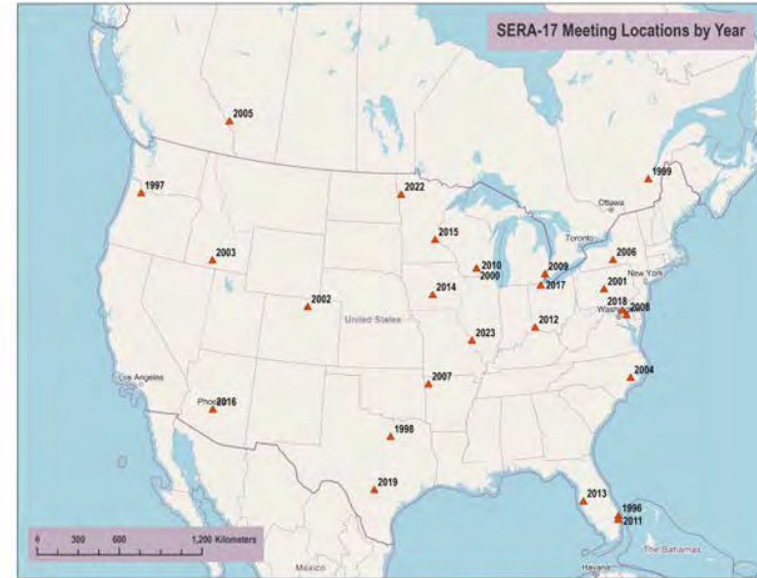 SERA-17 Meeting Locations by Year
2005
1999
1997
2022
Ottawa
2015
Toronto
2006
2003
2010
2009
2000
2017
New York
2014
2001
2002
2018
2008
United States
2012
2023
2007
2004
Los Angeles
2016
1998
2019
2013
1996
2011
0 300 600 1,200 Kilometers
The Bahamas
Havana
Mexico